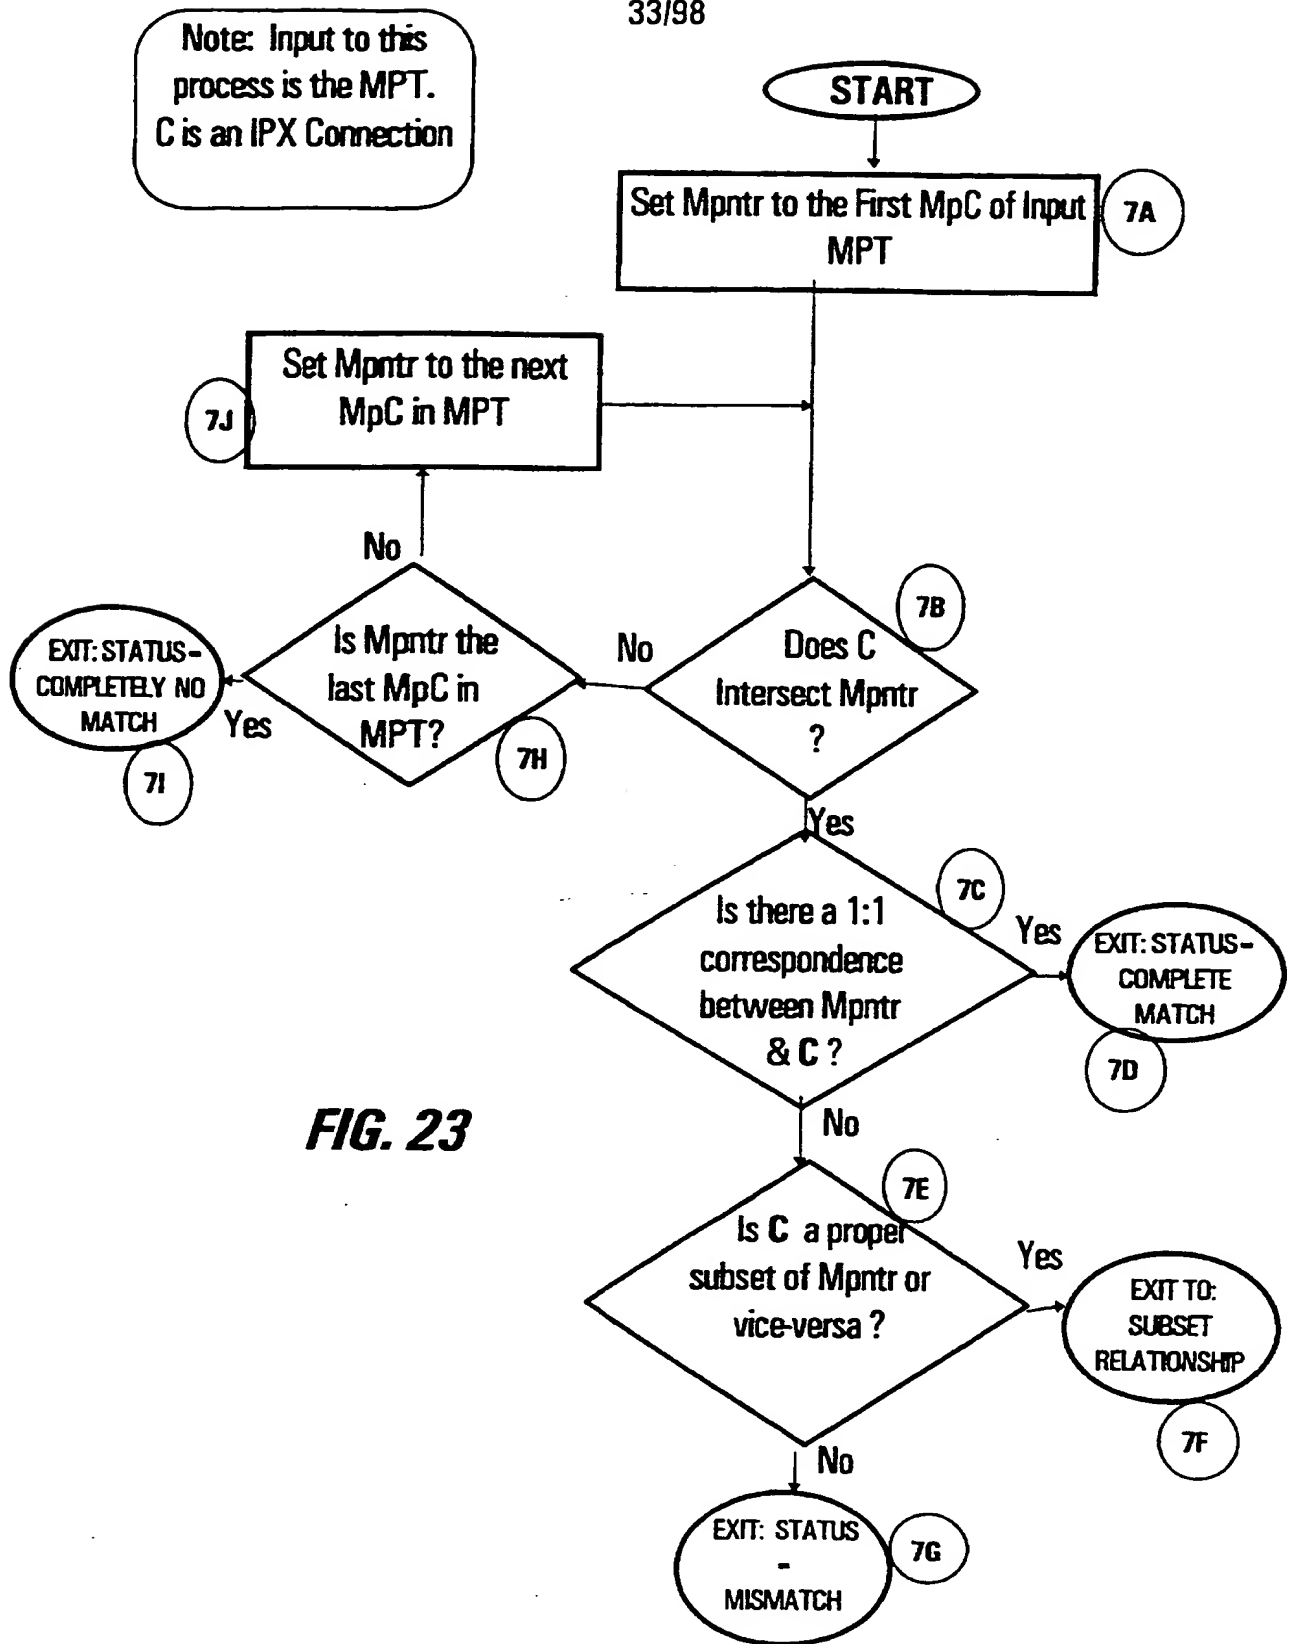 33/98
Note: Input to this
process is the MPT.
C is an IPX Connection
START
Set Mpntr to the First MpC of Input
MPT
7A
Set Mpntr to the next
MpC in MPT
7J
No
7B
Does C
Intersect Mpntr
?
No
Is Mpntr the
last MpC in
MPT?
7H
Yes
EXIT: STATUS-
COMPLETELY NO
MATCH
7I
Yes
7C
Is there a 1:1
correspondence
between Mpntr
& C ?
Yes
EXIT: STATUS-
COMPLETE
MATCH
7D
No
FIG. 23
7E
Is C a proper
subset of Mpntr or
vice-versa ?
Yes
EXIT TO:
SUBSET
RELATIONSHIP
7F
No
EXIT: STATUS
-
MISMATCH
7G